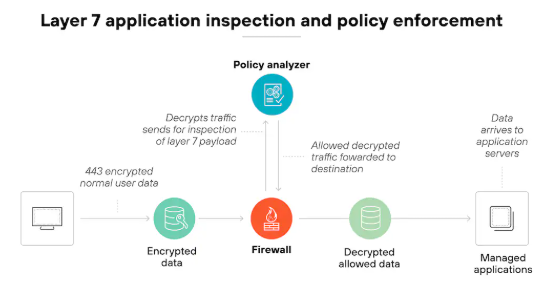 Layer 7 application inspection and policy enforcement
Policy analyzer
Decrypts traffic
sends for inspection
of layer 7 payload
Allowed decrypted
traffic fowarded to
destination
Data
arrives to
application
servers
443 encrypted
normal user data
Encrypted
data
Firewall
Decrypted
allowed data
Managed
applications